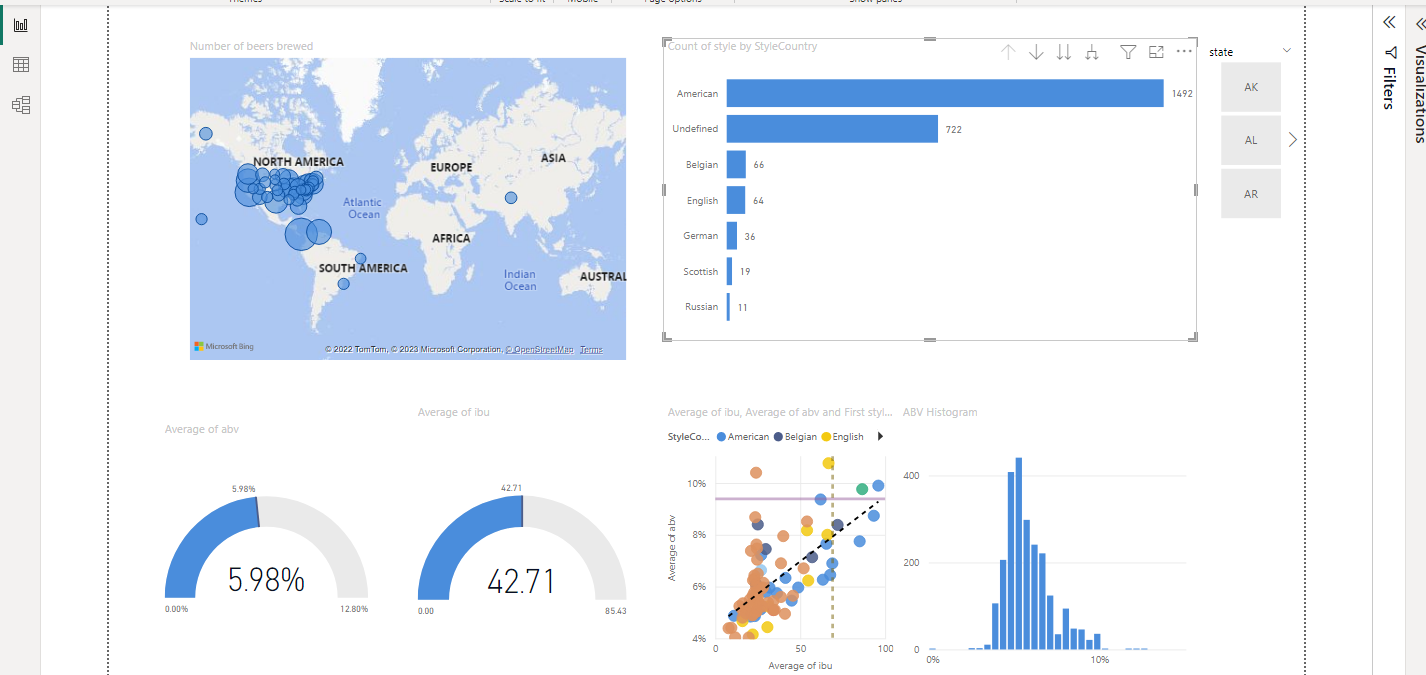 Themes
Scale to fit
Mobile
Page options
Show panes
Number of beers brewed
NORTH AMERICA
EUROPE
ASIA
Atlantic
Ocean
AFRICA
SOUTH AMERICA
Indian
Ocean
AUSTRAL
Microsoft Bing
© 2022 TomTom, © 2023 Microsoft Corporation, © OpenStreetMap Terms
Count of style by StyleCountry
American 1492
Undefined 722
Belgian 66
English 64
German 36
Scottish 19
Russian 11
state
AK
AL
AR
Filters
Visualizations
Average of abv
5.98%
5.98%
0.00% 12.80%
Average of ibu
42.71
42.71
0.00 85.43
Average of ibu, Average of abv and First styl...
StyleCo... American Belgian English
10%
8%
6%
4%
Average of abv
0 50 100
Average of ibu
ABV Histogram
400
200
0
0% 10%